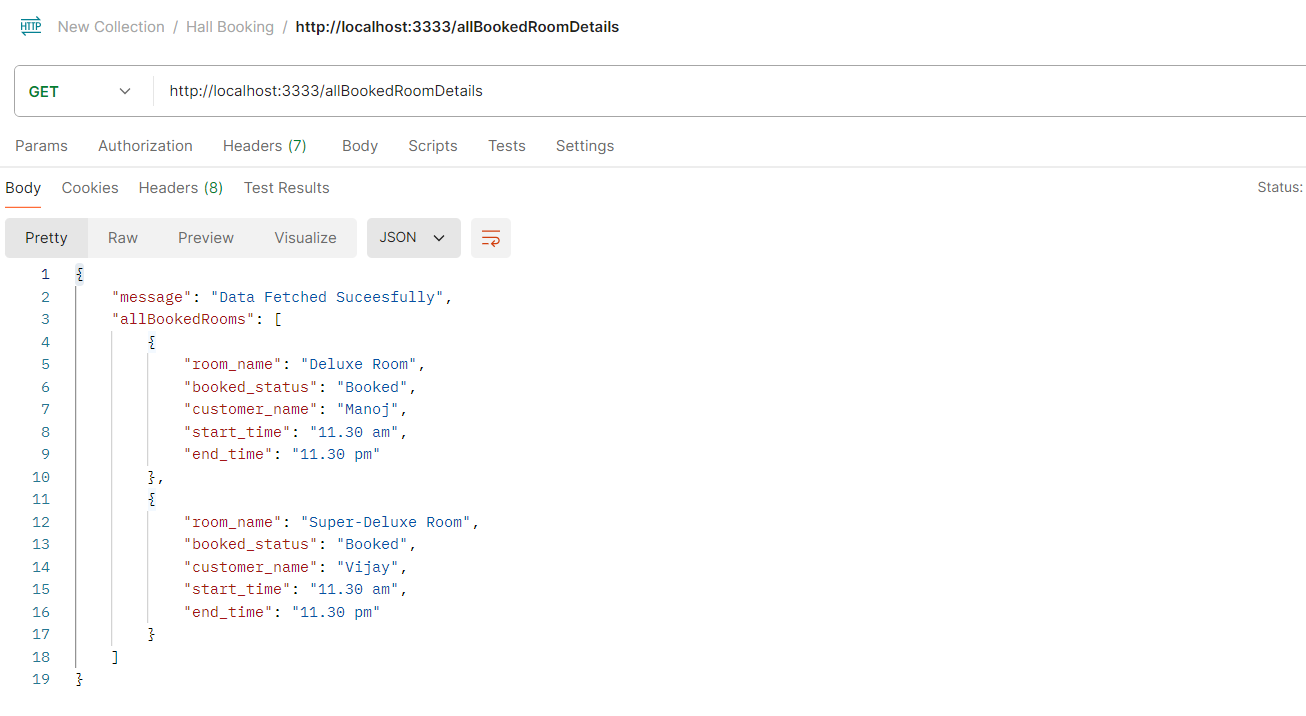 HTTP New Collection / Hall Booking / http://localhost:3333/allBookedRoomDetails
GET http://localhost:3333/allBookedRoomDetails
Params Authorization Headers (7) Body Scripts Tests Settings
Body Cookies Headers (8) Test Results Status:
Pretty Raw Preview Visualize JSON
1 {
2 "message": "Data Fetched Suceesfully",
3 "allBookedRooms": [
4 {
5 "room_name": "Deluxe Room",
6 "booked_status": "Booked",
7 "customer_name": "Manoj",
8 "start_time": "11.30 am",
9 "end_time": "11.30 pm"
10 },
11 {
12 "room_name": "Super-Deluxe Room",
13 "booked_status": "Booked",
14 "customer_name": "Vijay",
15 "start_time": "11.30 am",
16 "end_time": "11.30 pm"
17 }
18 ]
19 }